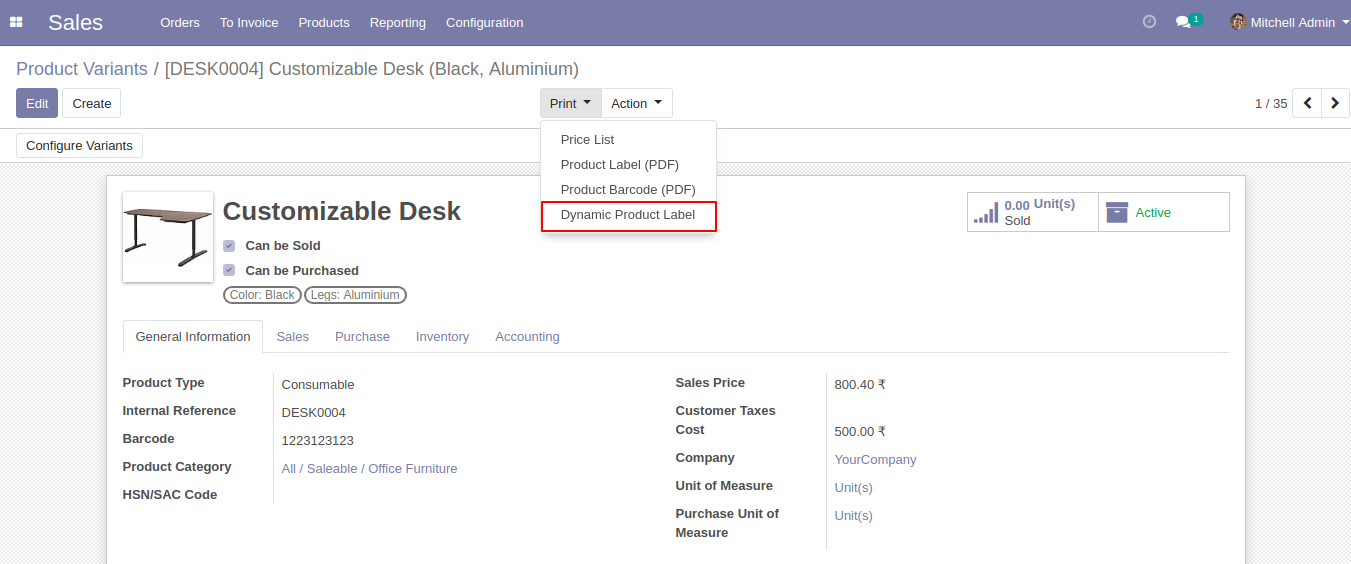 Sales Orders To Invoice Products Reporting Configuration 1 Mitchell Admin
Product Variants / [DESK0004] Customizable Desk (Black, Aluminium)
Edit Create Print Action 1 / 35
Configure Variants
Price List
Product Label (PDF)
Product Barcode (PDF)
Dynamic Product Label
Customizable Desk
Can be Sold
Can be Purchased
Color: Black Legs: Aluminium
0.00 Unit(s)
Sold
Active
General Information Sales Purchase Inventory Accounting
Product Type Consumable
Internal Reference DESK0004
Barcode 1223123123
Product Category All / Saleable / Office Furniture
HSN/SAC Code
Sales Price 800.40 ₹
Customer Taxes
Cost 500.00 ₹
Company YourCompany
Unit of Measure Unit(s)
Purchase Unit of Unit(s)
Measure